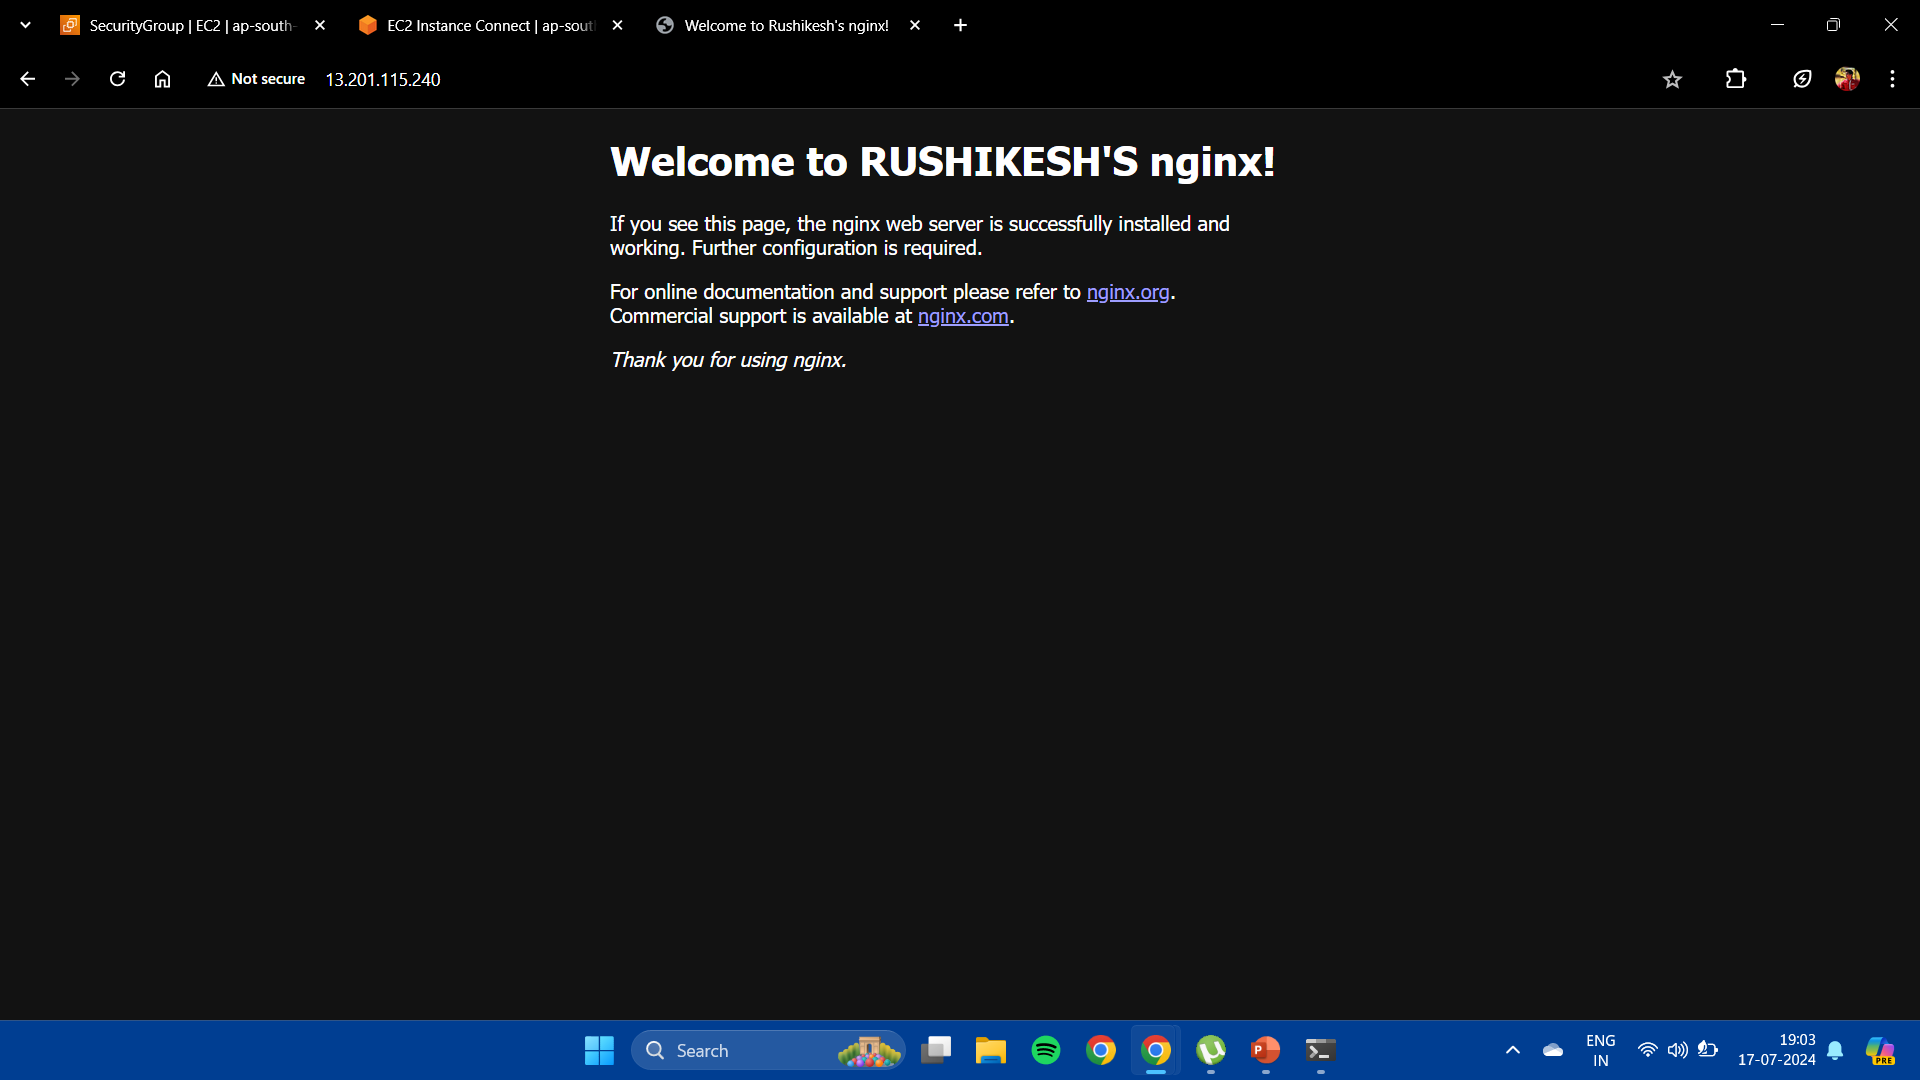 SecurityGroup | EC2 | ap-south-
EC2 Instance Connect | ap-sout
Welcome to Rushikesh's nginx!
Not secure
13.201.115.240
Welcome to RUSHIKESH'S nginx!
If you see this page, the nginx web server is successfully installed and
working. Further configuration is required.
For online documentation and support please refer to nginx.org.
Commercial support is available at nginx.com.
Thank you for using nginx.
Search
ENG
IN
19:03
17-07-2024
PRE